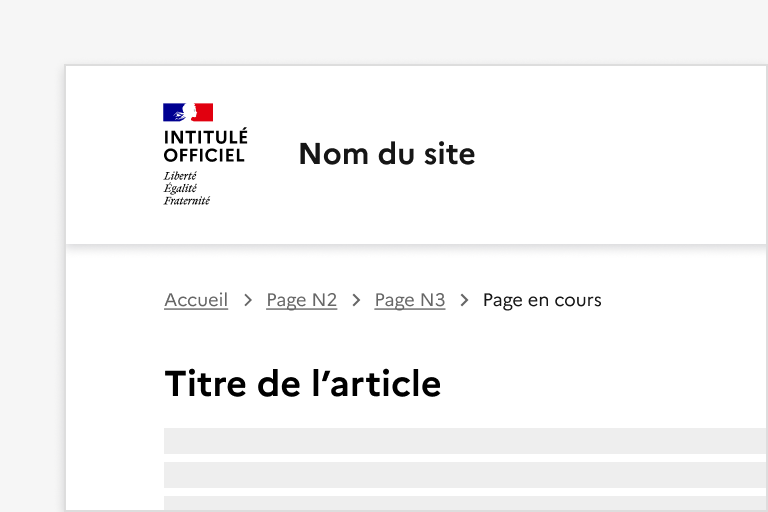 INTITULÉ
OFFICIEL
Liberté
Égalité
Fraternité
Nom du site
Accueil > Page N2 > Page N3 > Page en cours
Titre de l’article